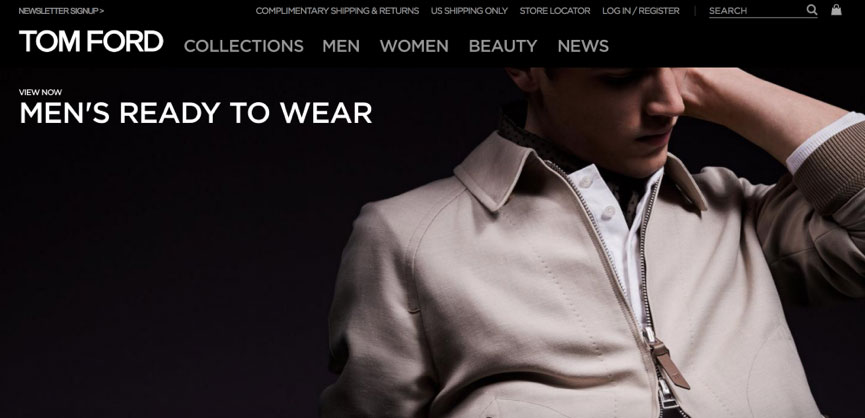 NEWSLETTER SIGNUP > COMPLIMENTARY SHIPPING & RETURNS US SHIPPING ONLY STORE LOCATOR LOG IN / REGISTER | SEARCH
TOM FORD COLLECTIONS MEN WOMEN BEAUTY NEWS
VIEW NOW
MEN'S READY TO WEAR